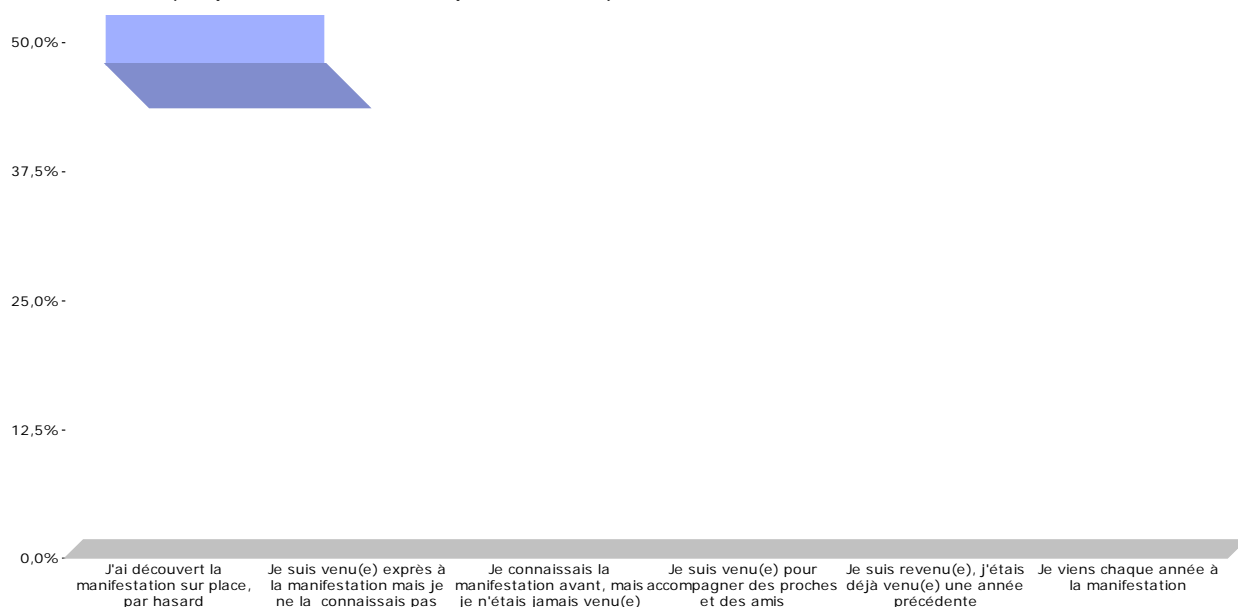 50,0%
37,5%
25,0%
12,5%
0,0%
J'ai découvert la
manifestation sur place,
par hasard
Je suis venu(e) exprès à
la manifestation mais je
ne la connaissais pas
Je connaissais la
manifestation avant, mais
je n'étais jamais venu(e)
Je suis venu(e) pour
accompagner des proches
et des amis
Je suis revenu(e), j'étais
déjà venu(e) une année
précédente
Je viens chaque année à
la manifestation